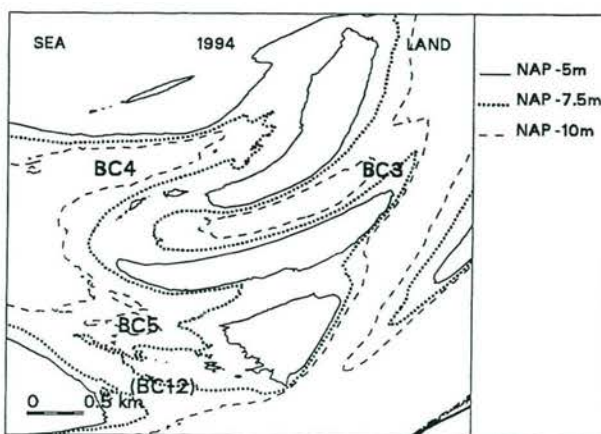 SEA 1994 LAND
NAP -5m
NAP -7.5m
NAP -10m
BC4
BC3
BC5
(BC12)
0 0.5 km